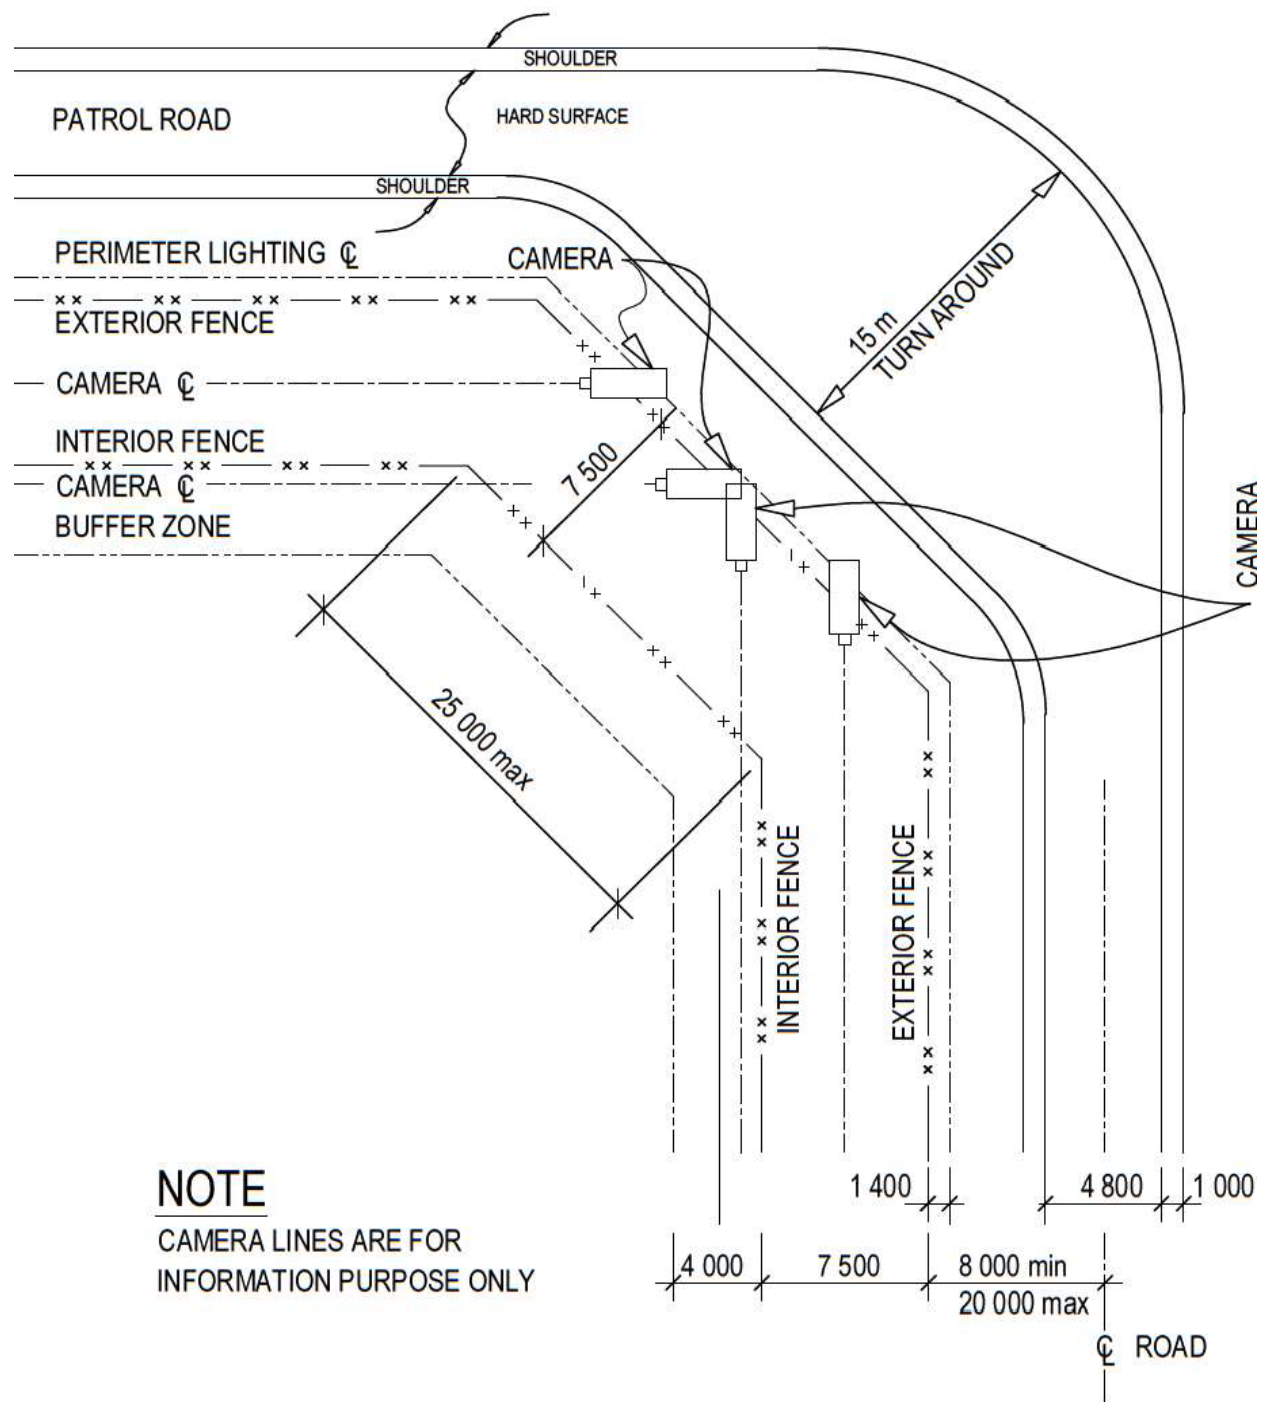 SHOULDER
PATROL ROAD
HARD SURFACE
SHOULDER
PERIMETER LIGHTING ℄
CAMERA
EXTERIOR FENCE
15 m
TURN AROUND
CAMERA ℄
INTERIOR FENCE
7 500
CAMERA ℄
BUFFER ZONE
CAMERA
25 000 max
INTERIOR FENCE
EXTERIOR FENCE
NOTE
CAMERA LINES ARE FOR
INFORMATION PURPOSE ONLY
1 400
4 800
1 000
4 000
7 500
8 000 min
20 000 max
℄ ROAD